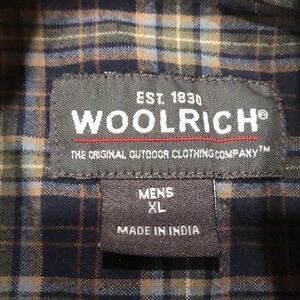 EST. 1830
WOOLRICH®
THE ORIGINAL OUTDOOR CLOTHING COMPANY™
MENS
XL
MADE IN INDIA